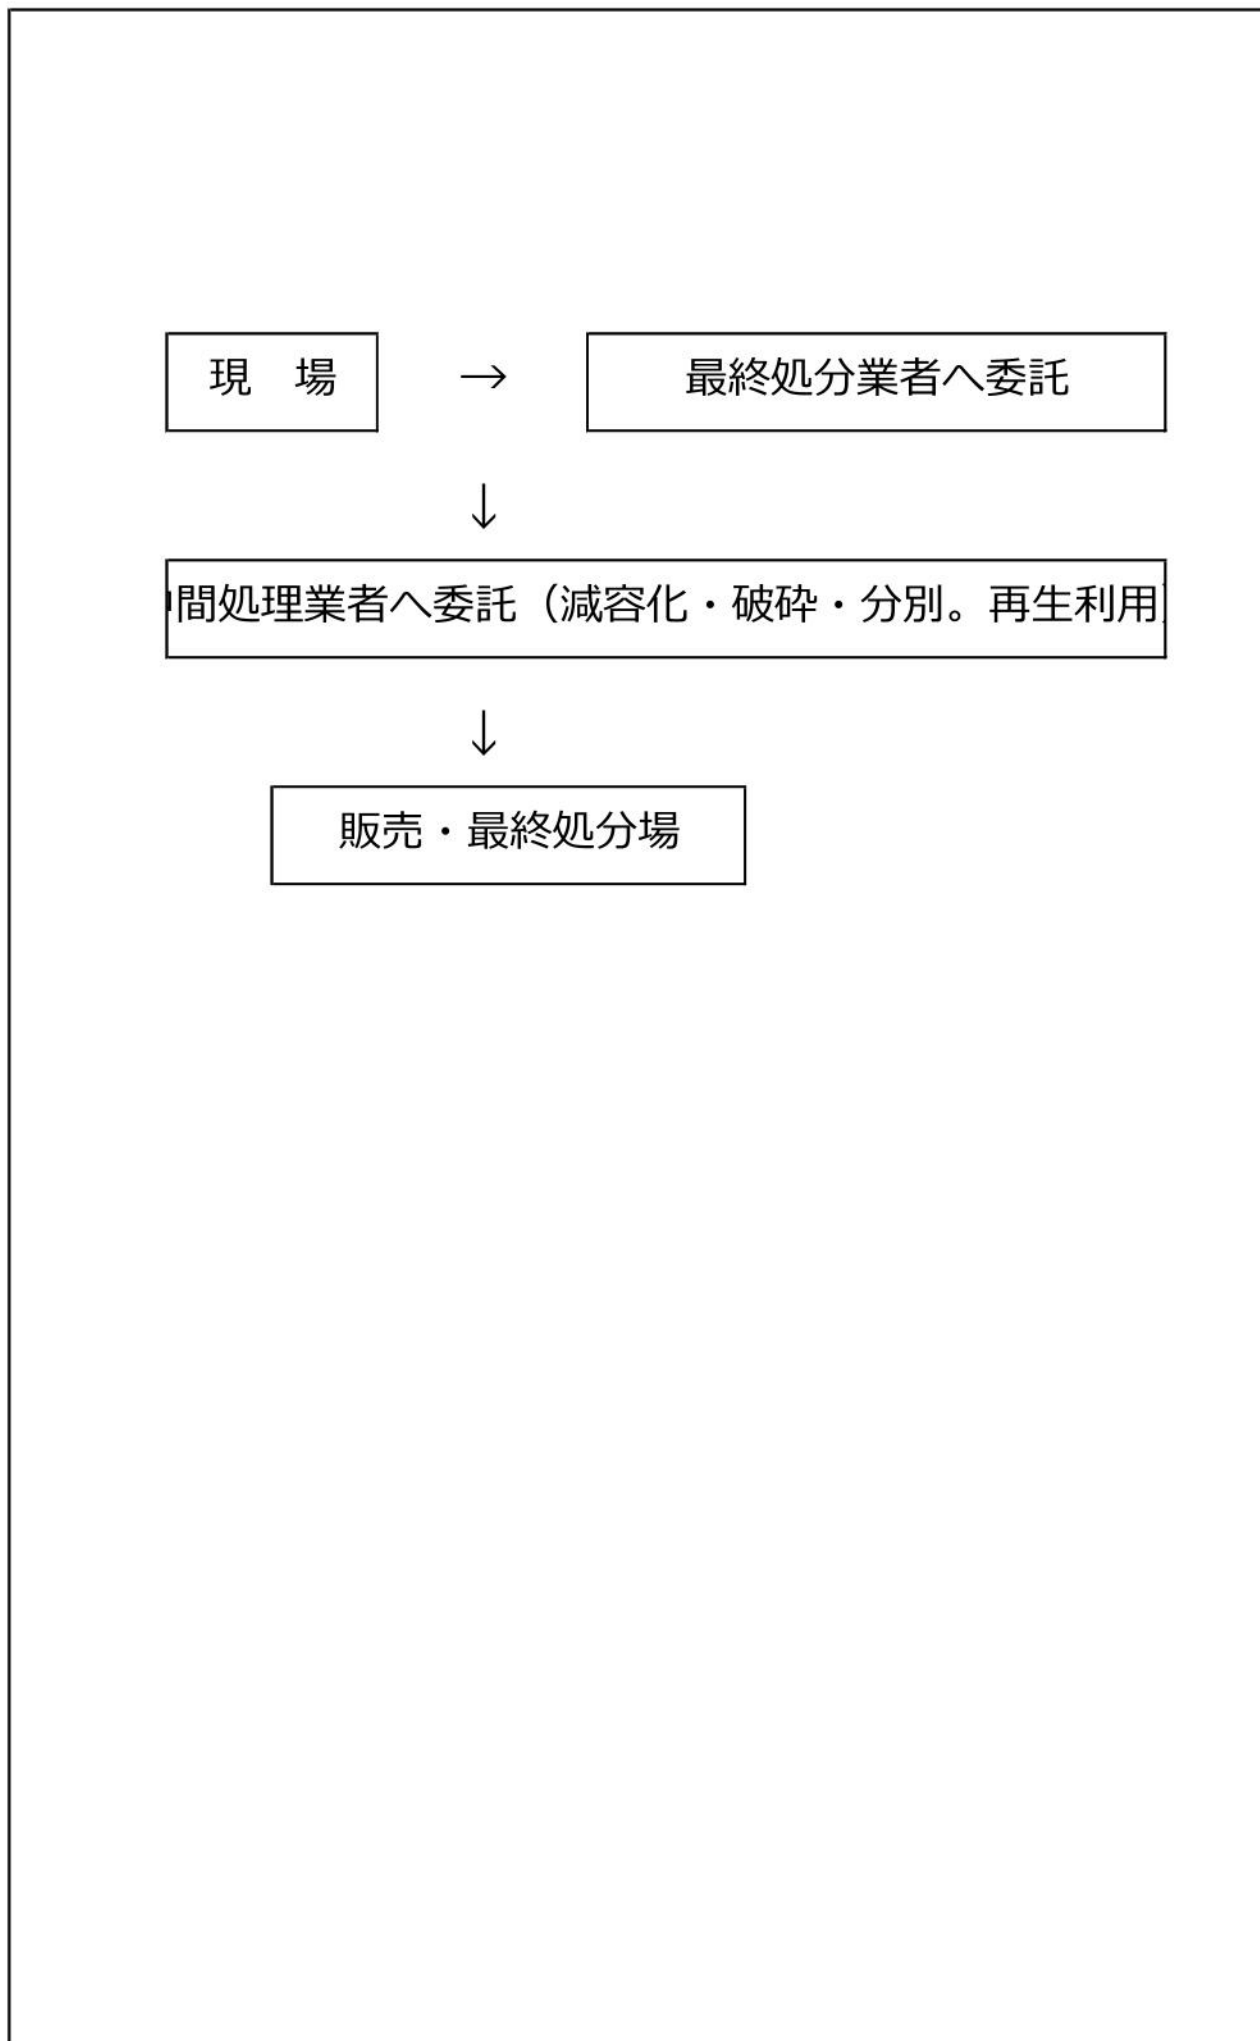 現　場 → 最終処分業者へ委託
↓
間処理業者へ委託（減容化・破砕・分別。再生利用）
↓
販売・最終処分場